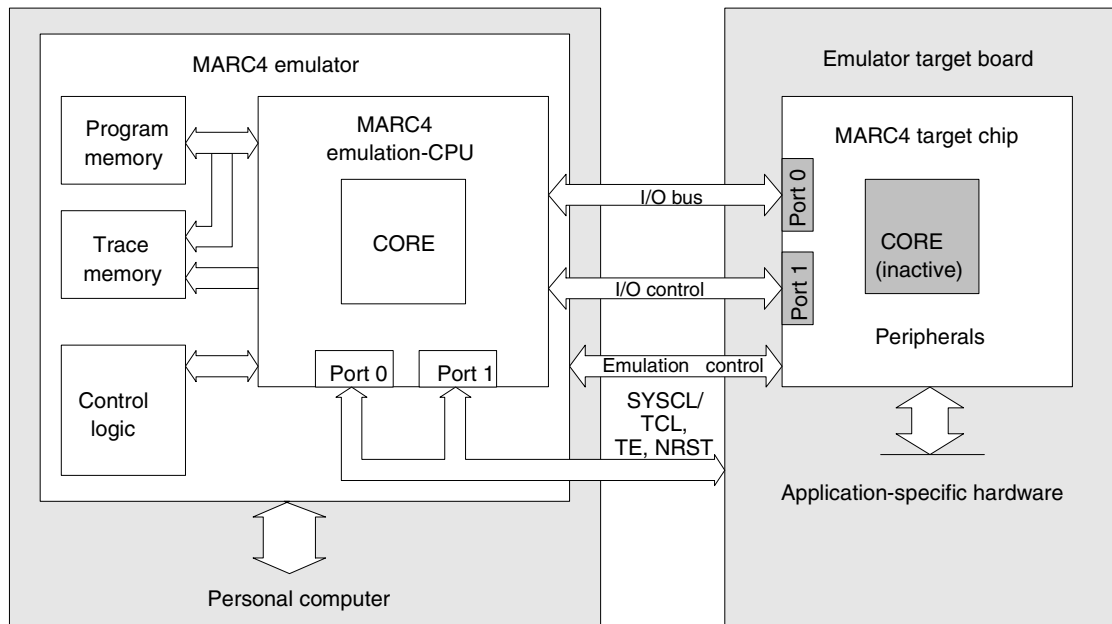 MARC4 emulator
Program
memory
Trace
memory
Control
logic
MARC4
emulation-CPU
CORE
Port 0
Port 1
Personal computer
I/O bus
I/O control
Emulation control
SYSCL/
TCL,
TE, NRST
Emulator target board
MARC4 target chip
Port 0
Port 1
CORE
(inactive)
Peripherals
Application-specific hardware